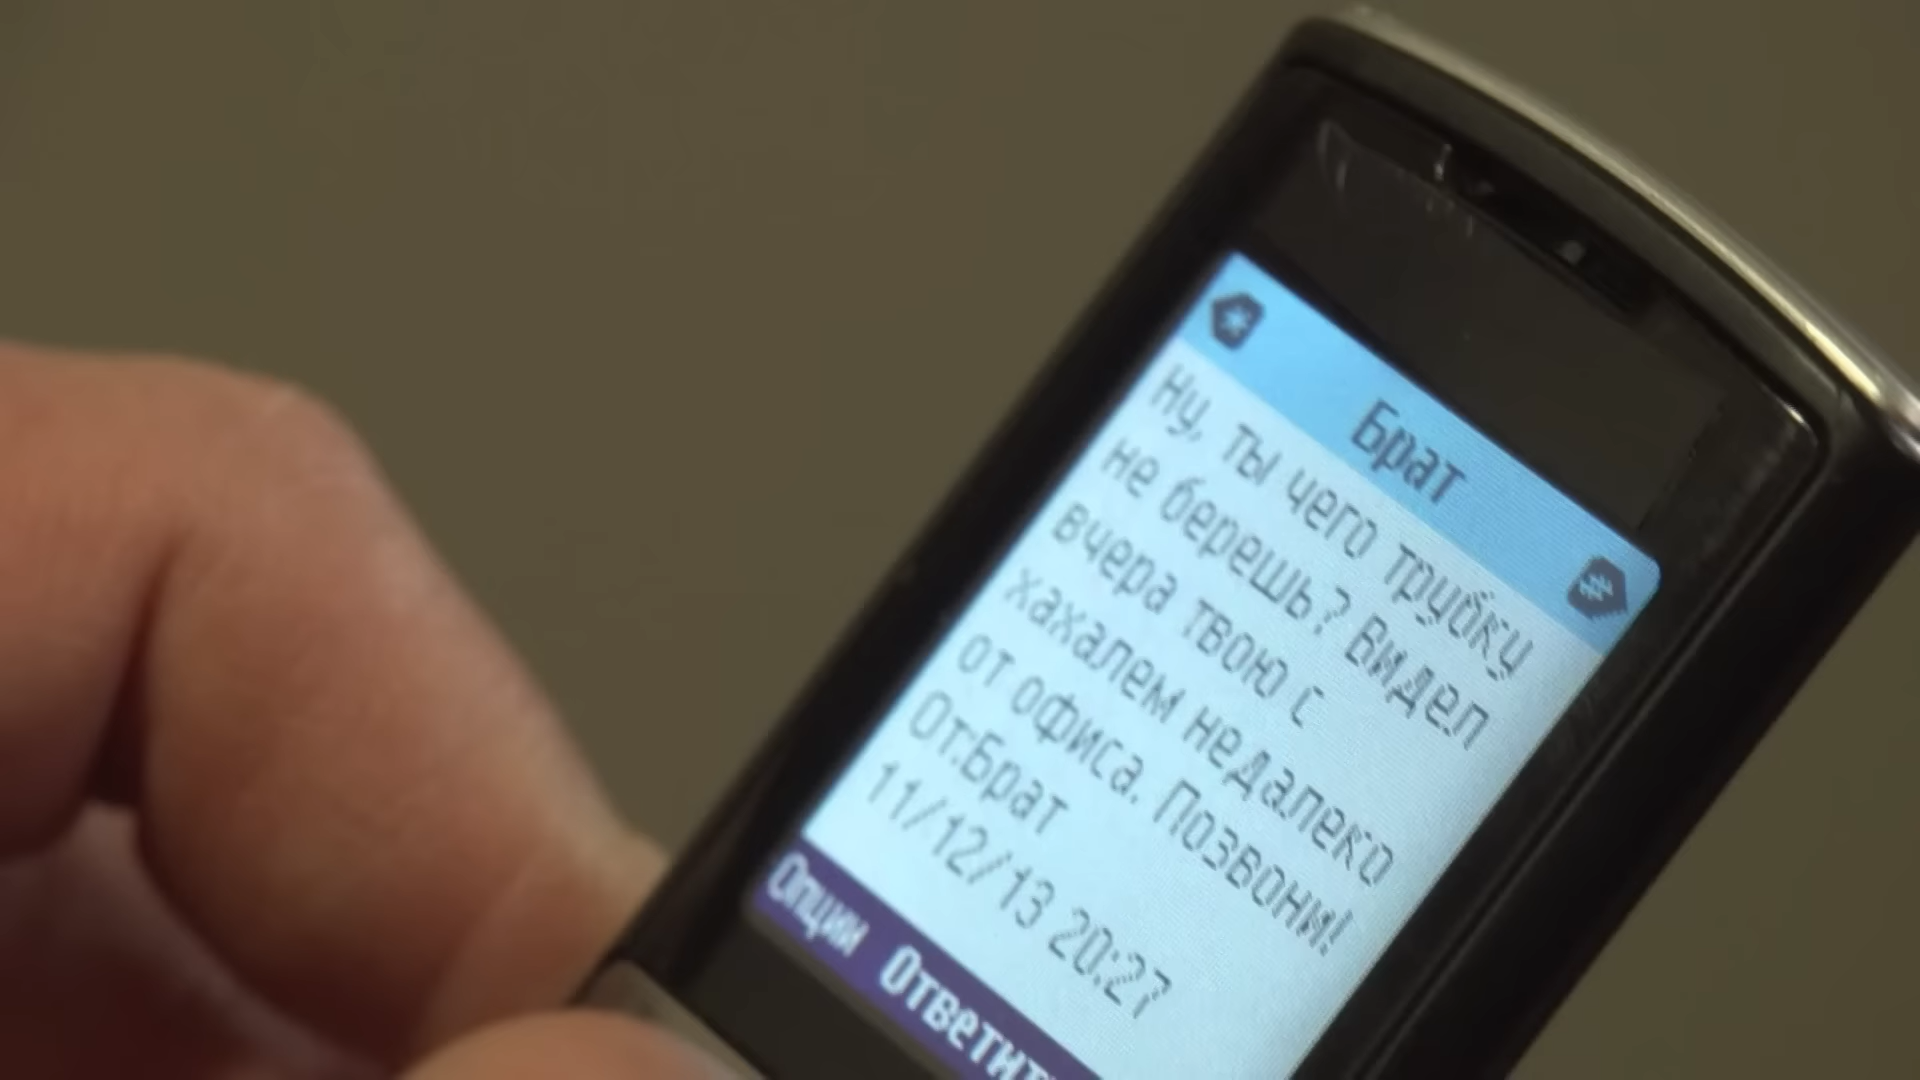 Брат
Ну, ты чего трубку
не берешь? Видел
вчера твою с
хахалем недалеко
от офиса. Позвони!
От:Брат
11/12/13 20:27
Опции Ответить